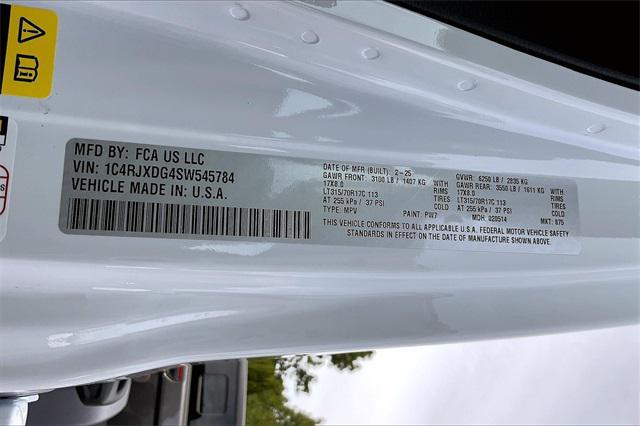 MFD BY: FCA US LLC
VIN: 1C4RJXDG4SW545784
VEHICLE MADE IN: U.S.A.
DATE OF MFR (BUILT): 2-25 GVWR: 6250 LB / 2835 KG
GAWR FRONT: 3100 LB / 1407 KG WITH GAWR REAR: 3550 LB / 1611 KG WITH
17X8.0 RIMS 17X8.0 RIMS
LT315/70R17C 113 TIRES LT315/70R17C 113 TIRES
AT 255 kPa / 37 PSI COLD AT 255 kPa / 37 PSI COLD
TYPE: MPV PAINT: PW7 MDH: 020514 MKT: 875
THIS VEHICLE CONFORMS TO ALL APPLICABLE U.S.A. FEDERAL MOTOR VEHICLE SAFETY
STANDARDS IN EFFECT ON THE DATE OF MANUFACTURE SHOWN ABOVE.